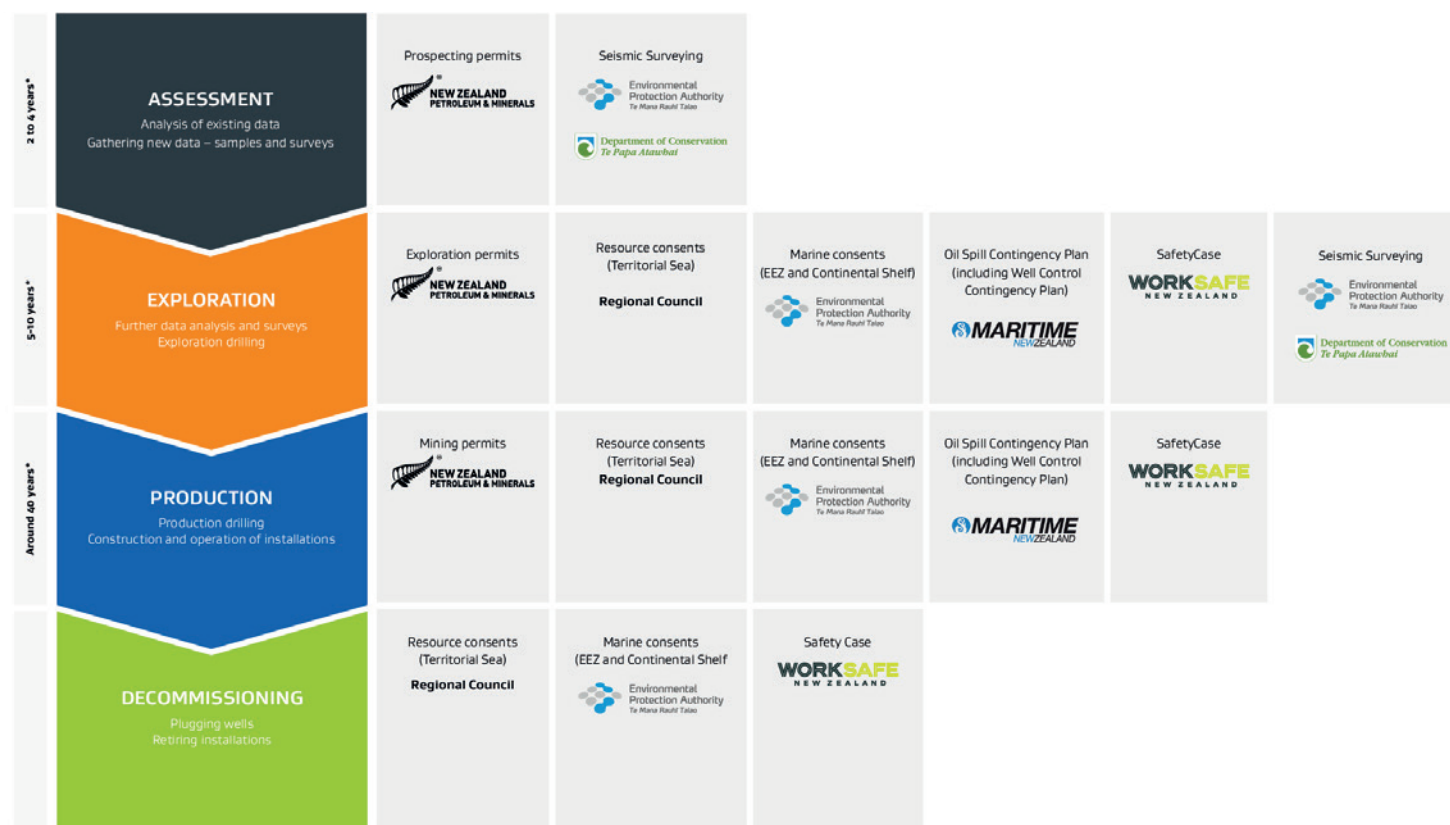 2 to 4 years*
ASSESSMENT
Analysis of existing data
Gathering new data – samples and surveys
Prospecting permits
NEW ZEALAND
PETROLEUM & MINERALS
Seismic Surveying
Environmental
Protection Authority
Te Mana Rauhī Taiao
Department of Conservation
Te Papa Atawhai
5-10 years*
EXPLORATION
Further data analysis and surveys
Exploration drilling
Exploration permits
NEW ZEALAND
PETROLEUM & MINERALS
Resource consents
(Territorial Sea)
Regional Council
Marine consents
(EEZ and Continental Shelf)
Environmental
Protection Authority
Te Mana Rauhī Taiao
Oil Spill Contingency Plan
(including Well Control
Contingency Plan)
MARITIME
NEWZEALAND
SafetyCase
WORKSAFE
NEW ZEALAND
Seismic Surveying
Environmental
Protection Authority
Te Mana Rauhī Taiao
Department of Conservation
Te Papa Atawhai
Around 40 years*
PRODUCTION
Production drilling
Construction and operation of installations
Mining permits
NEW ZEALAND
PETROLEUM & MINERALS
Resource consents
(Territorial Sea)
Regional Council
Marine consents
(EEZ and Continental Shelf)
Environmental
Protection Authority
Te Mana Rauhī Taiao
Oil Spill Contingency Plan
(including Well Control
Contingency Plan)
MARITIME
NEWZEALAND
SafetyCase
WORKSAFE
NEW ZEALAND
DECOMMISSIONING
Plugging wells
Retiring installations
Resource consents
(Territorial Sea)
Regional Council
Marine consents
(EEZ and Continental Shelf
Environmental
Protection Authority
Te Mana Rauhī Taiao
Safety Case
WORKSAFE
NEW ZEALAND